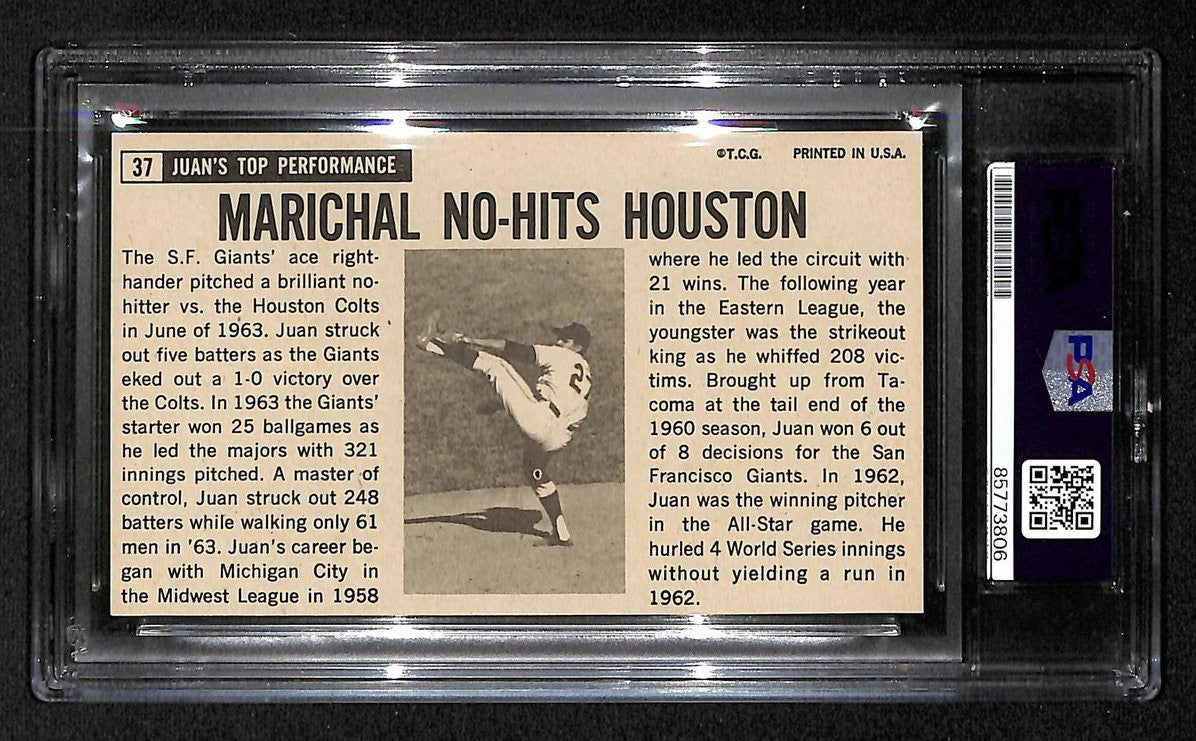 37 JUAN'S TOP PERFORMANCE
©T.C.G. PRINTED IN U.S.A.
MARICHAL NO-HITS HOUSTON
The S.F. Giants' ace right-
hander pitched a brilliant no-
hitter vs. the Houston Colts
in June of 1963. Juan struck
out five batters as the Giants
eked out a 1-0 victory over
the Colts. In 1963 the Giants'
starter won 25 ballgames as
he led the majors with 321
innings pitched. A master of
control, Juan struck out 248
batters while walking only 61
men in '63. Juan's career be-
gan with Michigan City in
the Midwest League in 1958
where he led the circuit with
21 wins. The following year
in the Eastern League, the
youngster was the strikeout
king as he whiffed 208 vic-
tims. Brought up from Ta-
coma at the tail end of the
1960 season, Juan won 6 out
of 8 decisions for the San
Francisco Giants. In 1962,
Juan was the winning pitcher
in the All-Star game. He
hurled 4 World Series innings
without yielding a run in
1962.
2
PSA
PSA
85773806